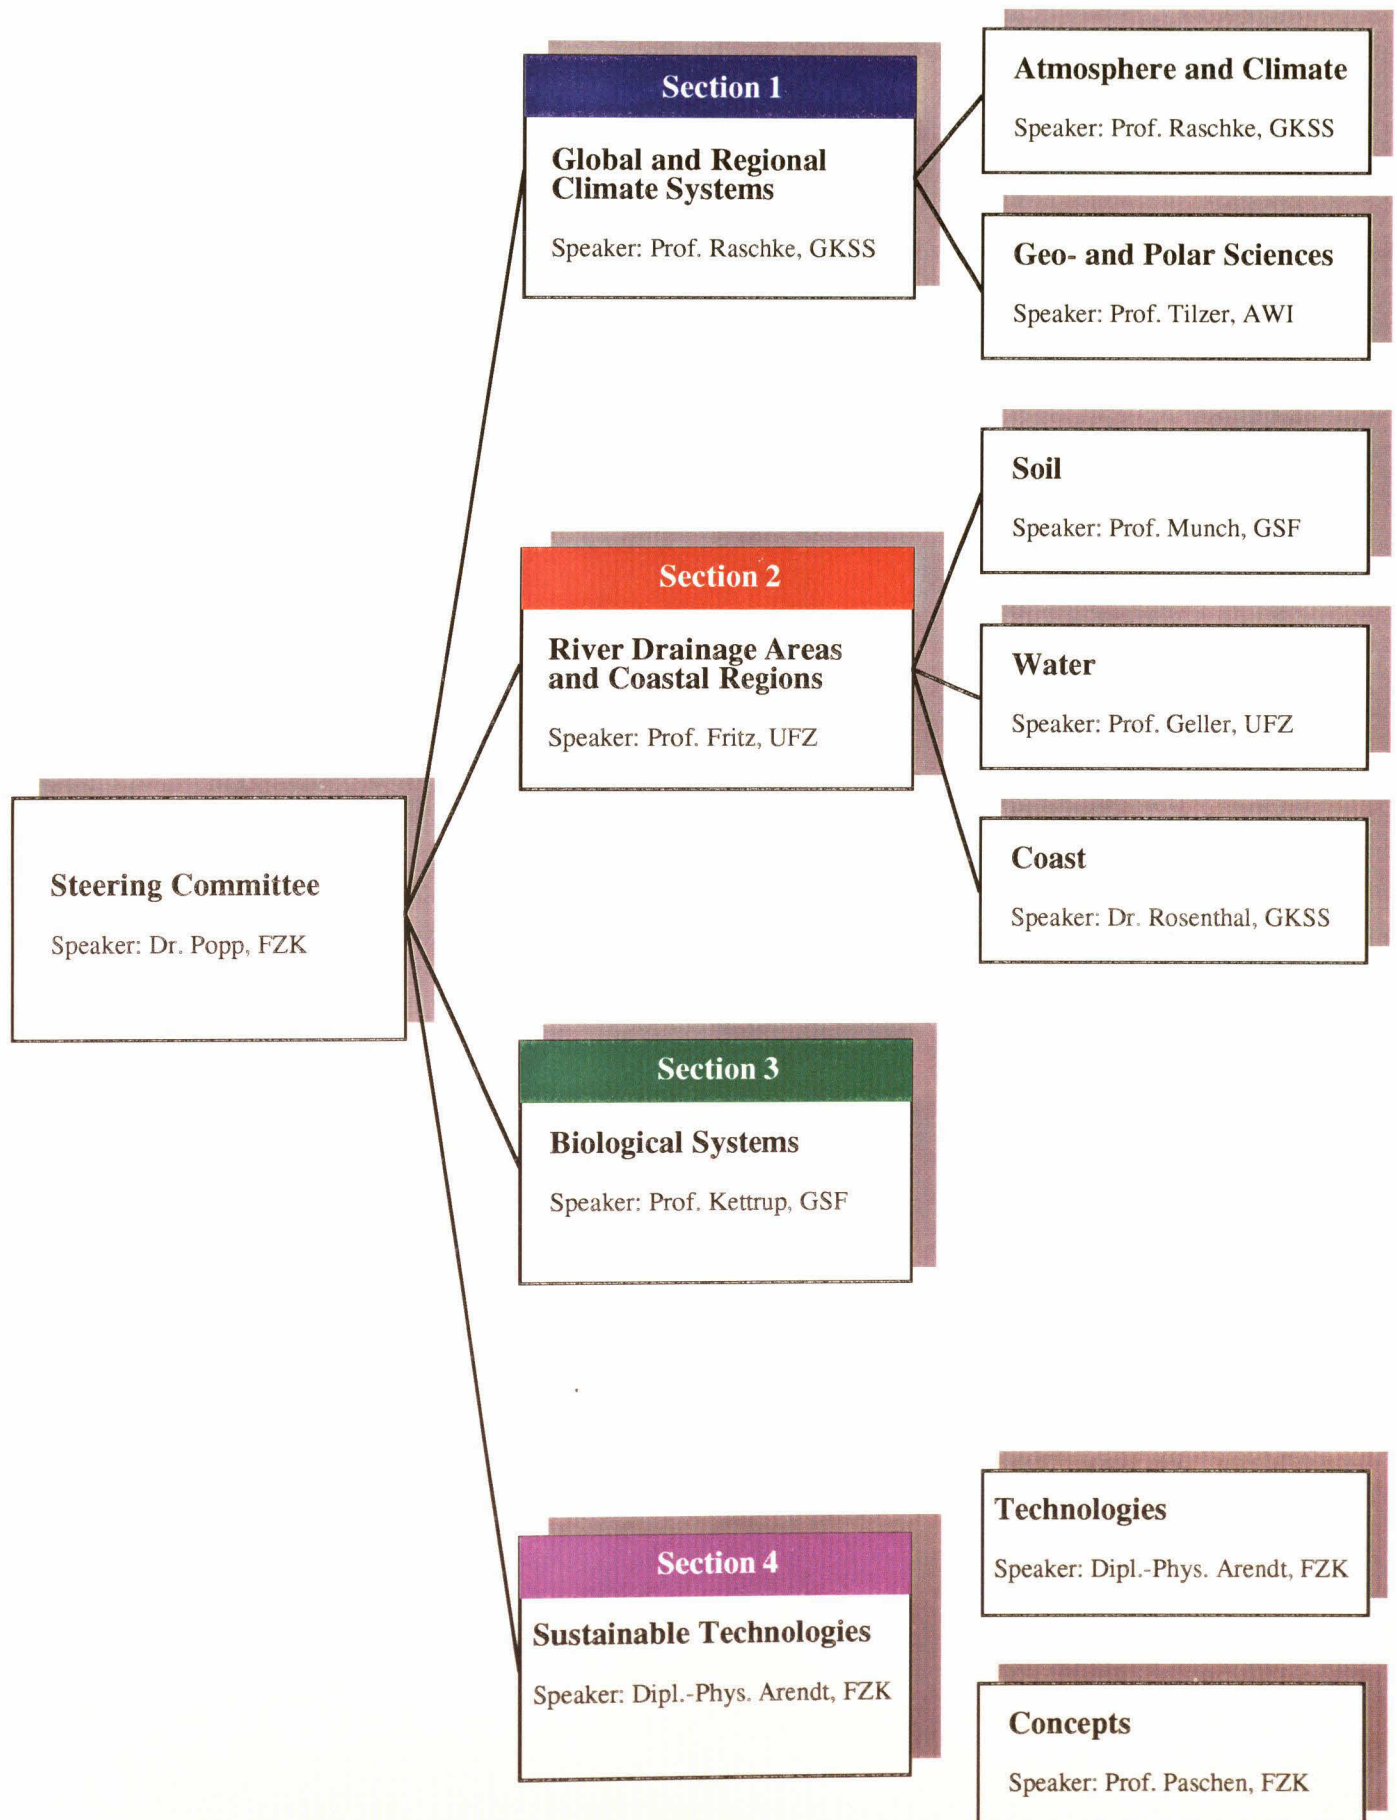 Section 1
Global and Regional
Climate Systems
Speaker: Prof. Raschke, GKSS
Atmosphere and Climate
Speaker: Prof. Raschke, GKSS
Geo- and Polar Sciences
Speaker: Prof. Tilzer, AWI
Section 2
River Drainage Areas
and Coastal Regions
Speaker: Prof. Fritz, UFZ
Soil
Speaker: Prof. Munch, GSF
Water
Speaker: Prof. Geller, UFZ
Coast
Speaker: Dr. Rosenthal, GKSS
Steering Committee
Speaker: Dr. Popp, FZK
Section 3
Biological Systems
Speaker: Prof. Kettrup, GSF
Section 4
Sustainable Technologies
Speaker: Dipl.-Phys. Arendt, FZK
Technologies
Speaker: Dipl.-Phys. Arendt, FZK
Concepts
Speaker: Prof. Paschen, FZK